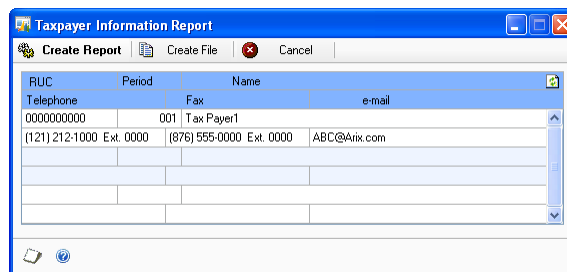 Taxpayer Information Report
Create Report Create File Cancel
RUC Period Name
Telephone Fax e-mail
0000000000 001 Tax Payer1
(121) 212-1000 Ext. 0000 (876) 555-0000 Ext. 0000 ABC@Arix.com